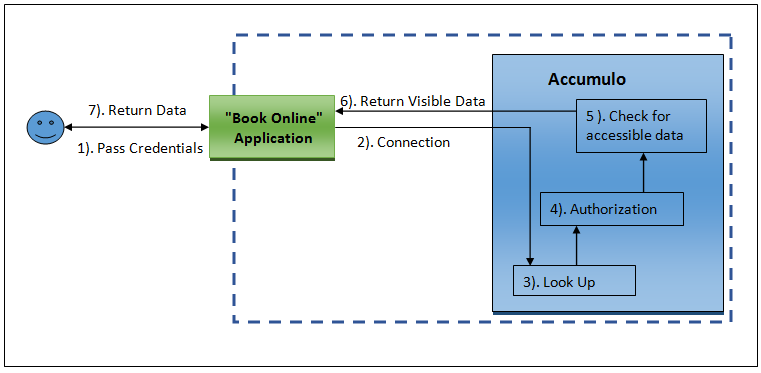 Accumulo
7). Return Data
1). Pass Credentials
"Book Online"
Application
6). Return Visible Data
2). Connection
5 ). Check for
accessible data
4). Authorization
3). Look Up